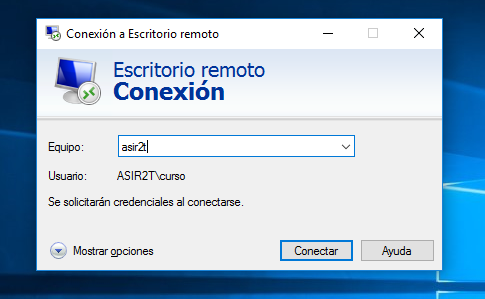 Conexión a Escritorio remoto
Escritorio remoto
Conexión
Equipo: asir2t
Usuario: ASIR2T\curso
Se solicitarán credenciales al conectarse.
Mostrar opciones Conectar Ayuda